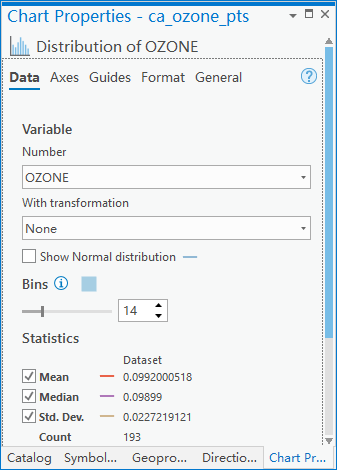 Chart Properties - ca_ozone_pts
Distribution of OZONE
Data Axes Guides Format General
Variable
Number
OZONE
With transformation
None
Show Normal distribution
Bins
14
Statistics
Dataset
Mean 0.0992000518
Median 0.09899
Std. Dev. 0.0227219121
Count 193
Catalog Symbol... Geopro... Directio... Chart Pr...